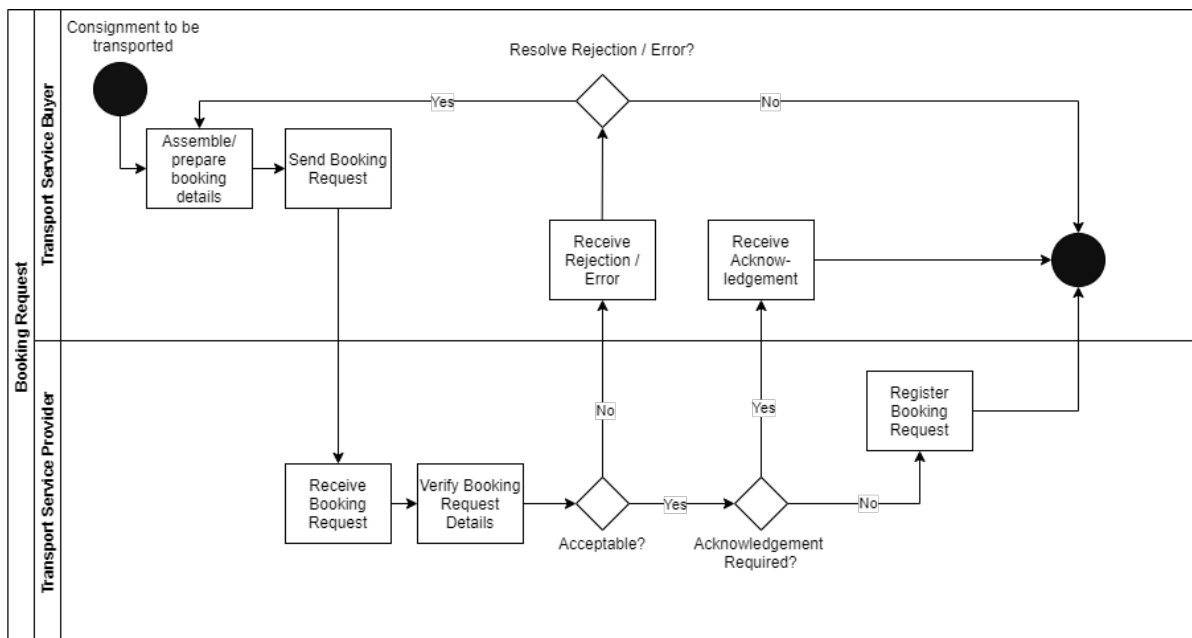 Booking Request
Transport Service Buyer
Consignment to be
transported
Resolve Rejection / Error?
Yes
No
Assemble/
prepare
booking
details
Send Booking
Request
Receive
Rejection /
Error
Receive
Acknow-
ledgement
Transport Service Provider
Register
Booking
Request
No
Yes
Receive
Booking
Request
Verify Booking
Request
Details
Yes
No
Acceptable?
Acknowledgement
Required?